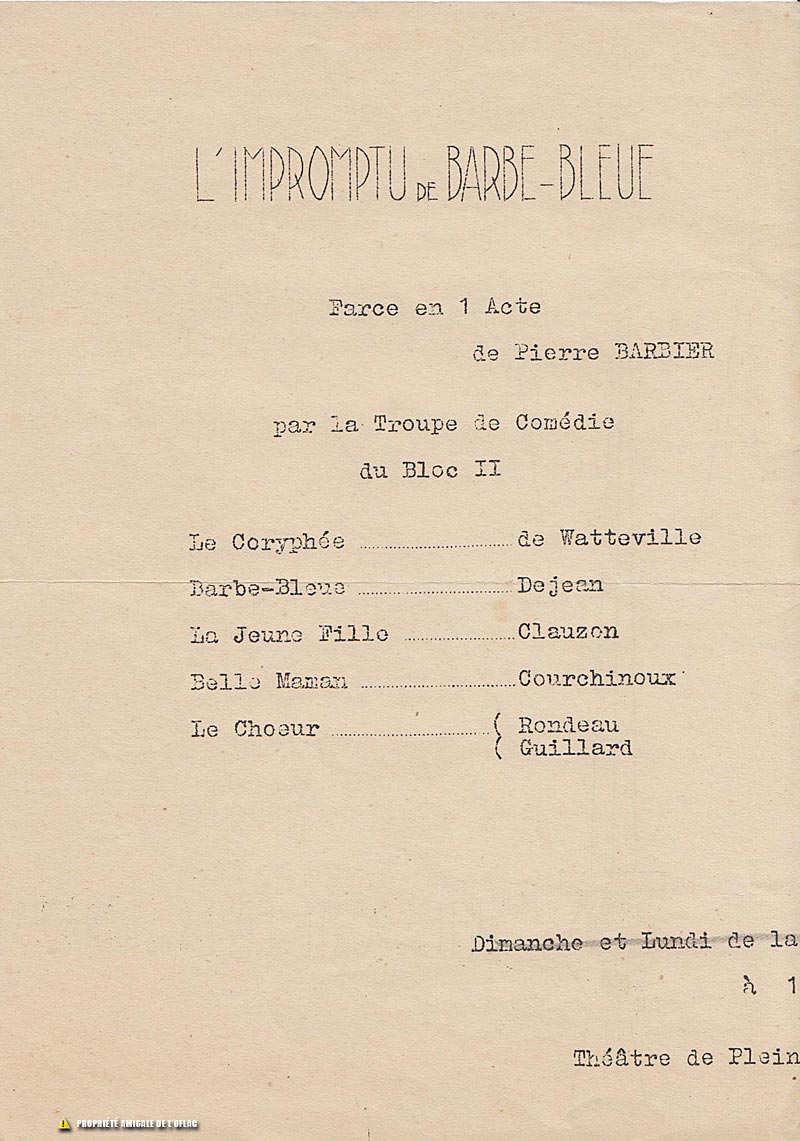 L'IMPROMPTU DE BARBE-BLEUE
Farce en 1 Acte
de Pierre BARBIER
par la Troupe de Comédie
du Bloc II
Le Coryphée ........................ de Watteville
Barbe-Bleue ........................ Dejean
La Jeune Fille ................. Clauzon
Belle Maman ........................ Courchinoux
Le Choeur ........................ ( Rondeau
( Guillard
Dimanche et Lundi de la
à 1
Théâtre de Plein
PROPRIÉTÉ AMICALE DE L'OFLAG